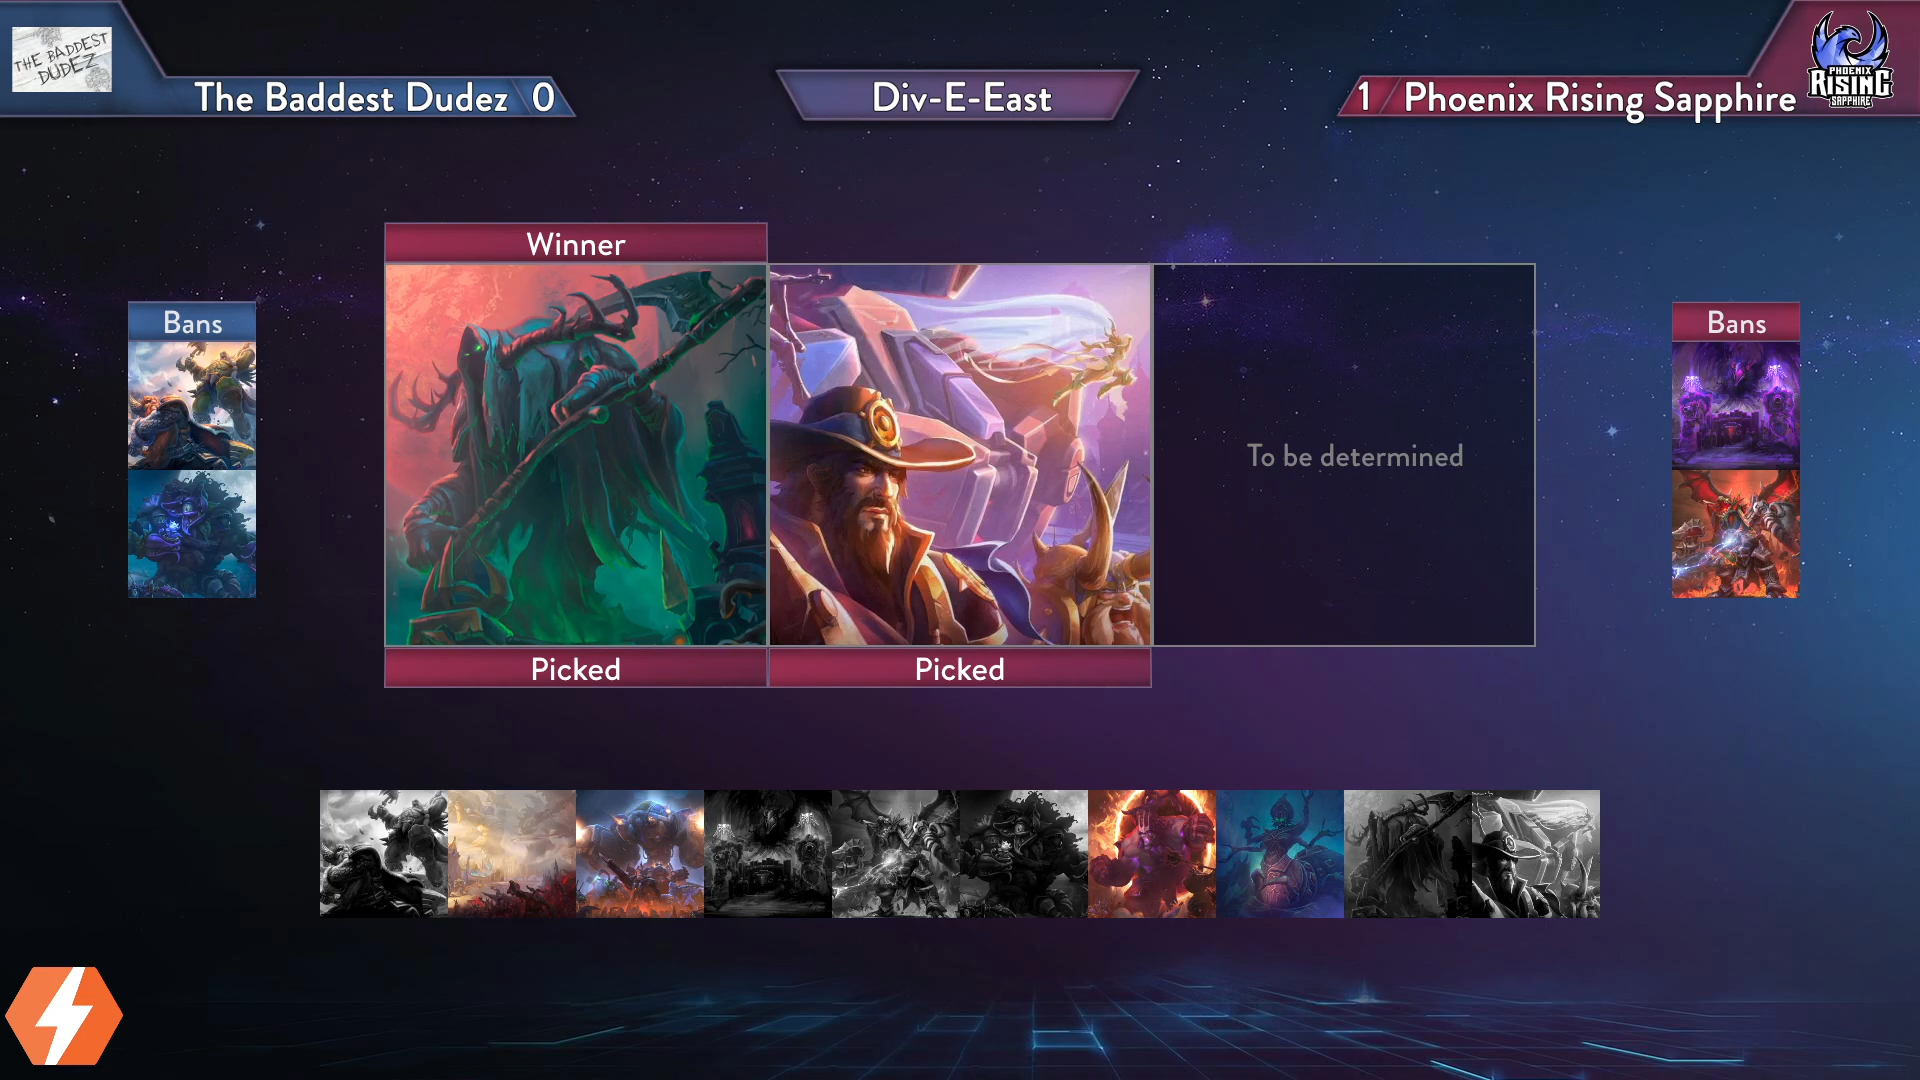 THE BADDEST
DUDEZ
The Baddest Dudez 0
Div-E-East
1 Phoenix Rising Sapphire
PHOENIX
RISING
SAPPHIRE
Winner
Bans
Bans
To be determined
Picked
Picked